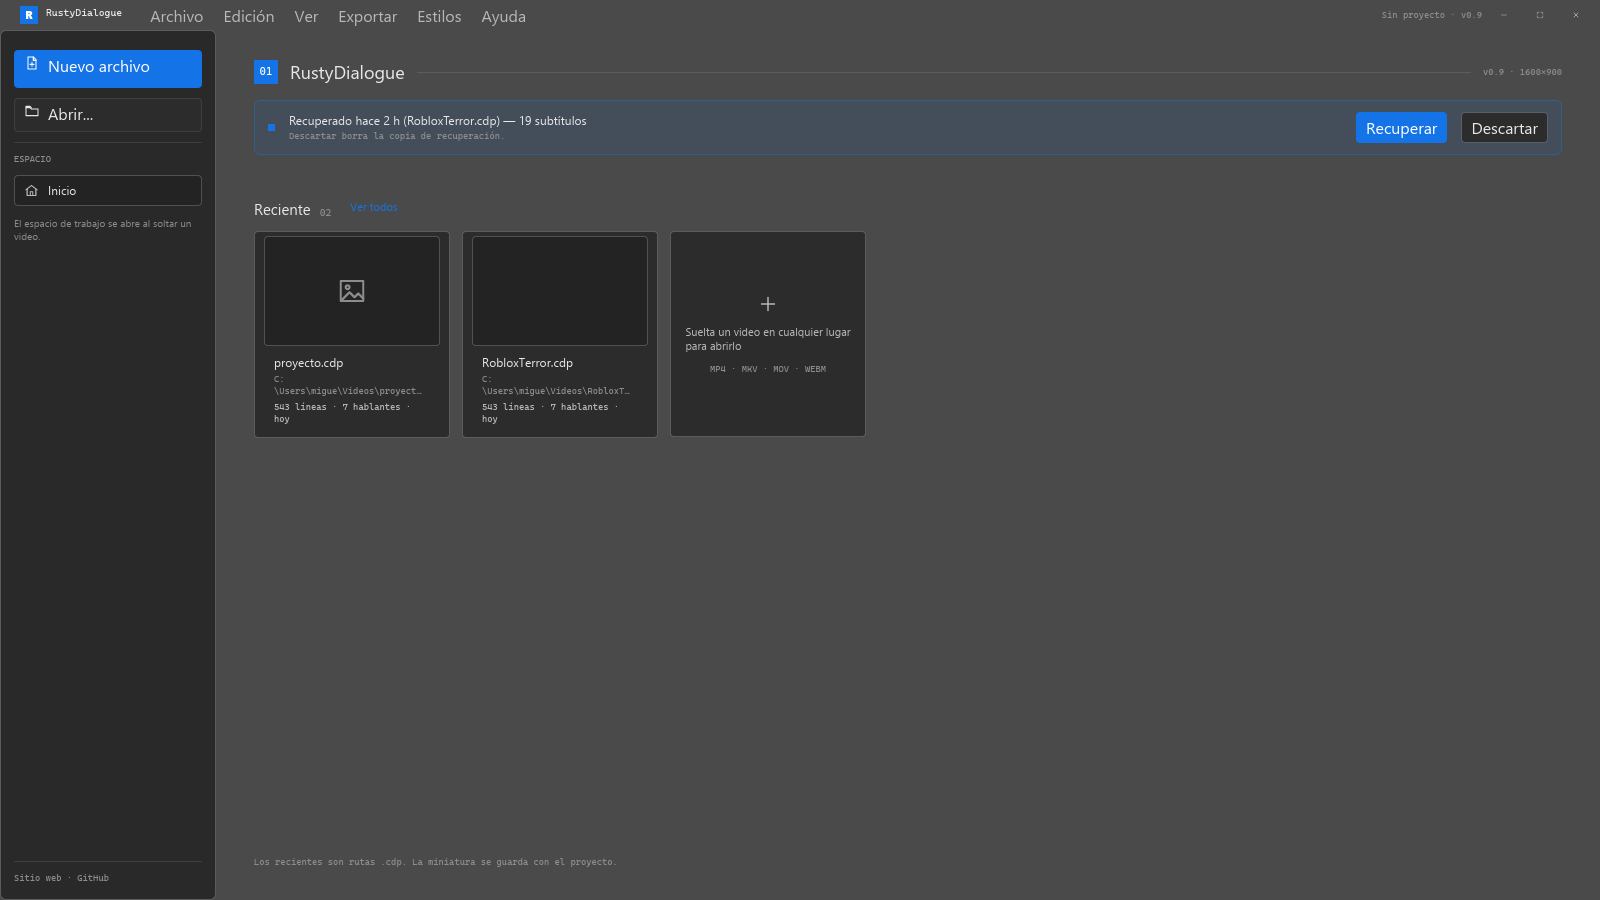 R RustyDialogue Archivo Edición Ver Exportar Estilos Ayuda Sin proyecto · v0.9
Nuevo archivo
Abrir...
ESPACIO
Inicio
El espacio de trabajo se abre al soltar un
video.
Sitio web · GitHub
01 RustyDialogue v0.9 · 1600×900
Recuperado hace 2 h (RobloxTerror.cdp) — 19 subtítulos
Descartar borra la copia de recuperación.
Recuperar Descartar
Reciente 02 Ver todos
proyecto.cdp
C:
\Users\migue\Videos\proyect…
543 líneas · 7 hablantes ·
hoy
RobloxTerror.cdp
C:
\Users\migue\Videos\RobloxT…
543 líneas · 7 hablantes ·
hoy
Suelta un video en cualquier lugar
para abrirlo
MP4 · MKV · MOV · WEBM
Los recientes son rutas .cdp. La miniatura se guarda con el proyecto.